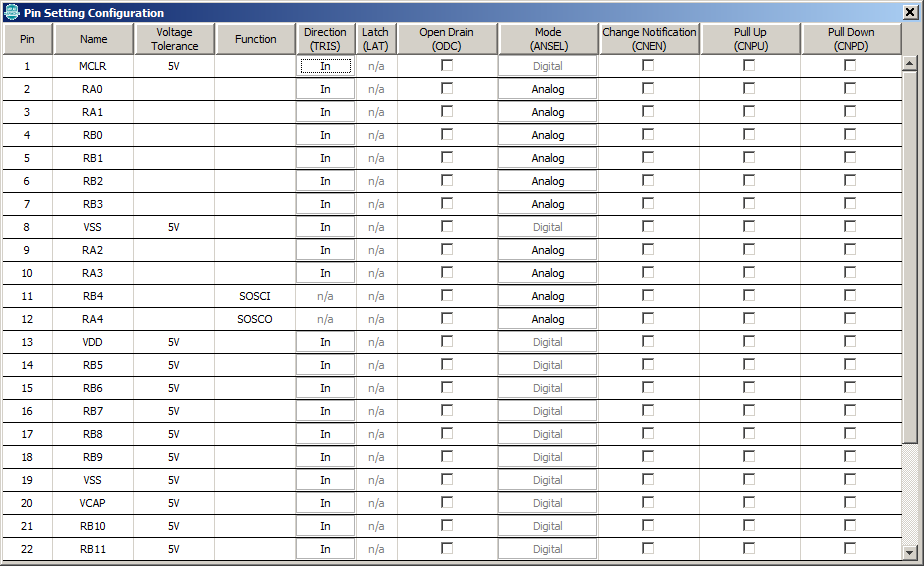 Pin Setting Configuration
Pin Name Voltage Tolerance Function Direction (TRIS) Latch (LAT) Open Drain (ODC) Mode (ANSEL) Change Notification (CNEN) Pull Up (CNPU) Pull Down (CNPD)
1 MCLR 5V In n/a Digital
2 RA0 In n/a Analog
3 RA1 In n/a Analog
4 RB0 In n/a Analog
5 RB1 In n/a Analog
6 RB2 In n/a Analog
7 RB3 In n/a Analog
8 VSS 5V In n/a Digital
9 RA2 In n/a Analog
10 RA3 In n/a Analog
11 RB4 SOSCI n/a n/a Analog
12 RA4 SOSCO n/a n/a Analog
13 VDD 5V In n/a Digital
14 RB5 5V In n/a Digital
15 RB6 5V In n/a Digital
16 RB7 5V In n/a Digital
17 RB8 5V In n/a Digital
18 RB9 5V In n/a Digital
19 VSS 5V In n/a Digital
20 VCAP 5V In n/a Digital
21 RB10 5V In n/a Digital
22 RB11 5V In n/a Digital